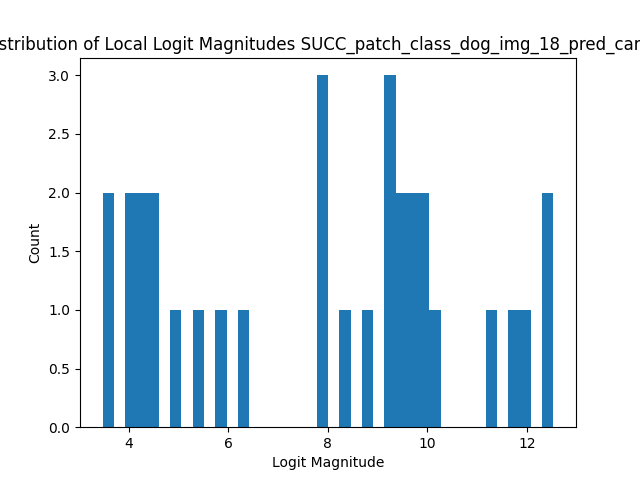 stribution of Local Logit Magnitudes SUCC_patch_class_dog_img_18_pred_car
3.0
2.5
2.0
1.5
1.0
0.5
0.0
Count
4 6 8 10 12
Logit Magnitude